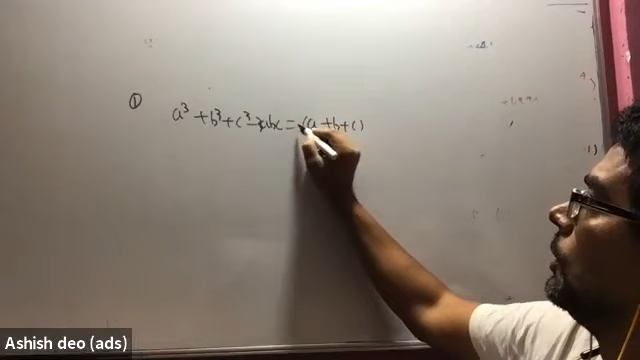 ① a³ + b³ + c³ - 3abc = (a + b + c)
Ashish deo (ads)